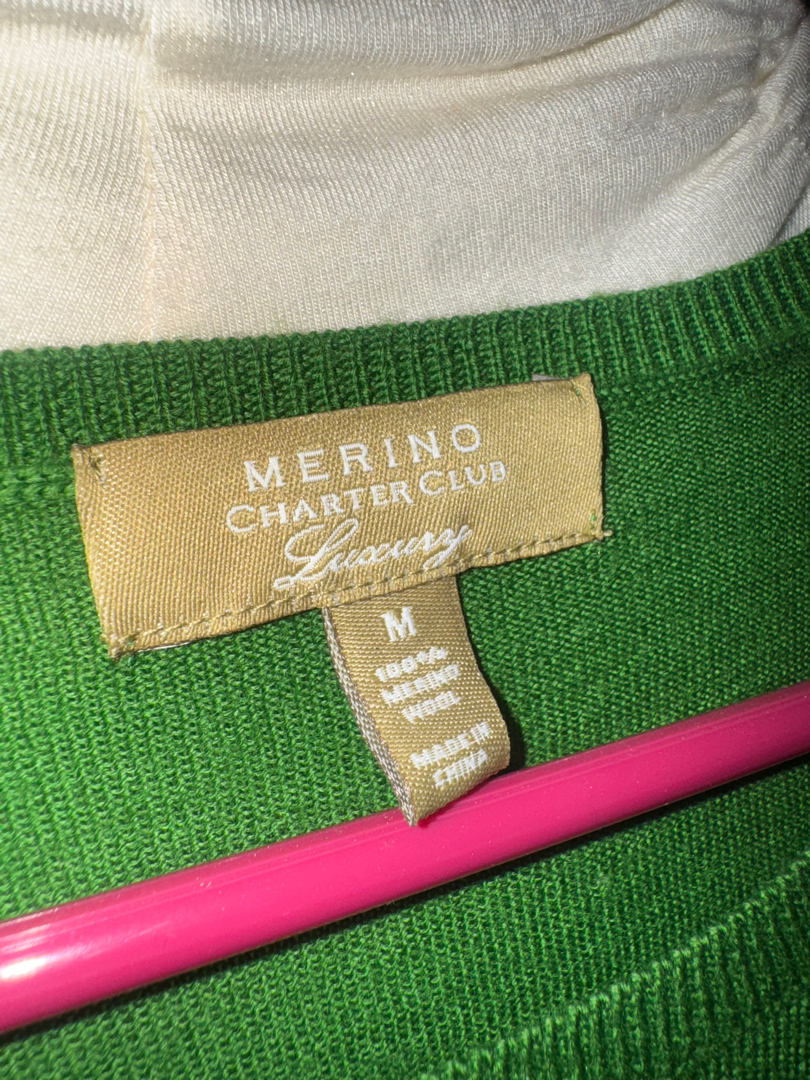 MERINO
CHARTER CLUB
Luxury
M
100%
MERINO
WOOL
MADE IN
CHINA